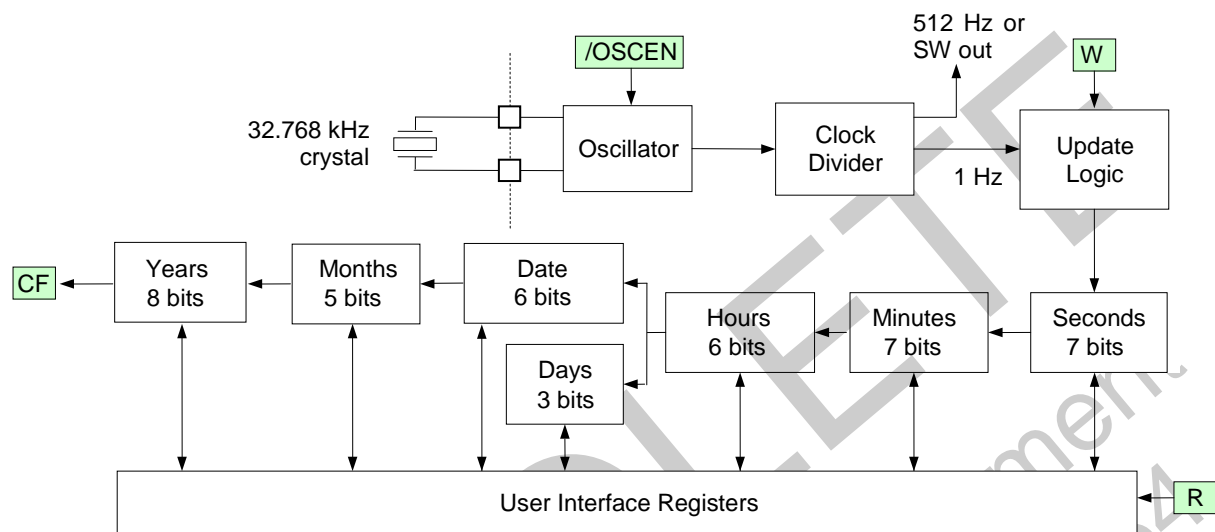 512 Hz or
SW out
/OSCEN
W
32.768 kHz
crystal
Oscillator
Clock
Divider
1 Hz
Update
Logic
CF
Years
8 bits
Months
5 bits
Date
6 bits
Days
3 bits
Hours
6 bits
Minutes
7 bits
Seconds
7 bits
User Interface Registers
R